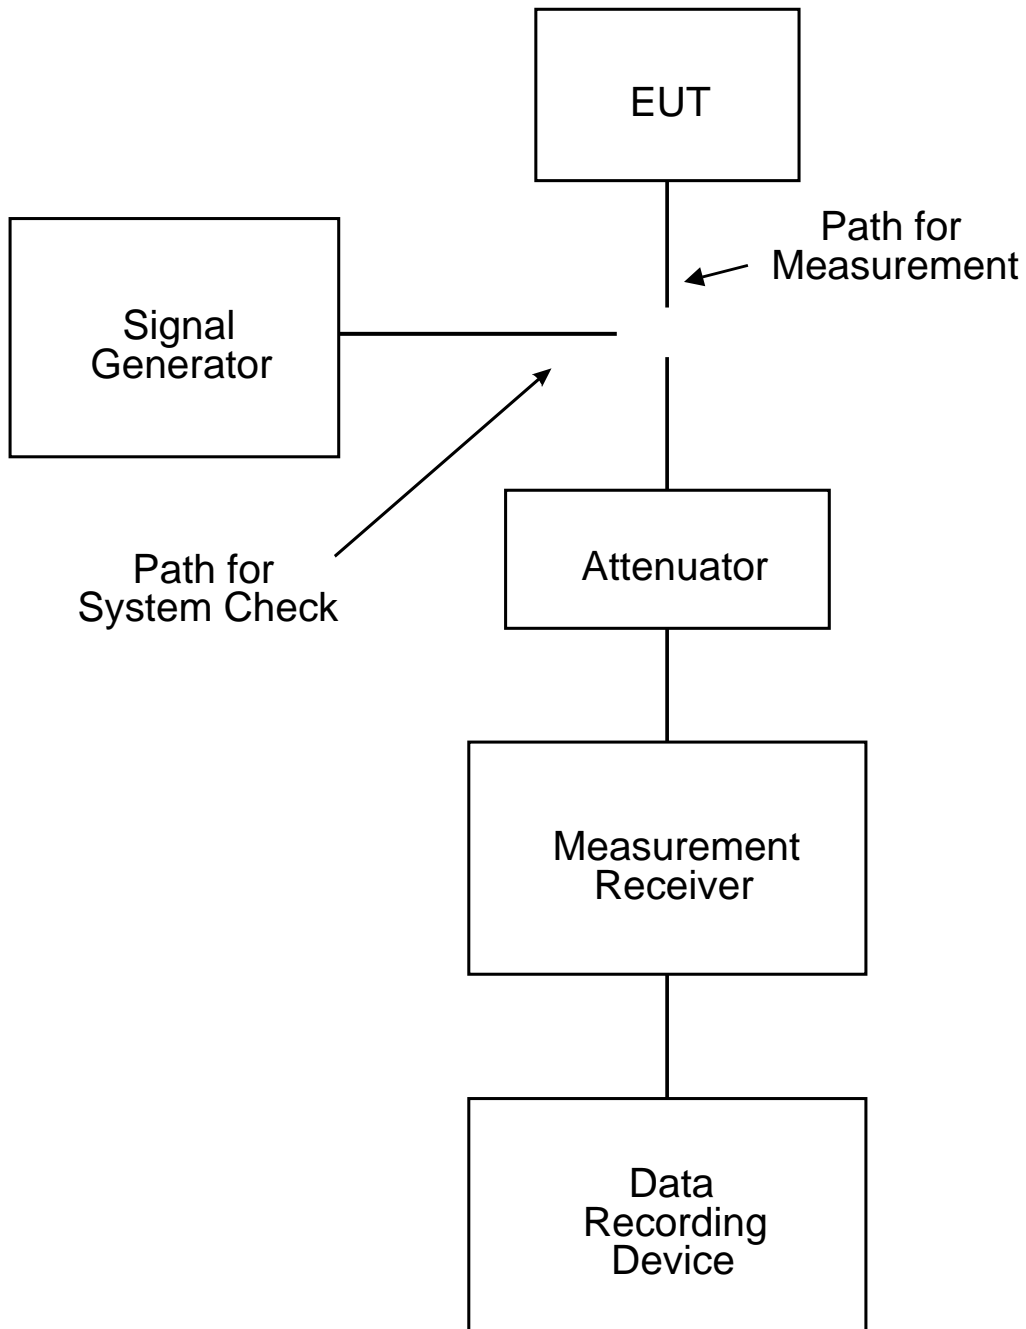 EUT
Path for
Measurement
Signal
Generator
Path for
System Check
Attenuator
Measurement
Receiver
Data
Recording
Device